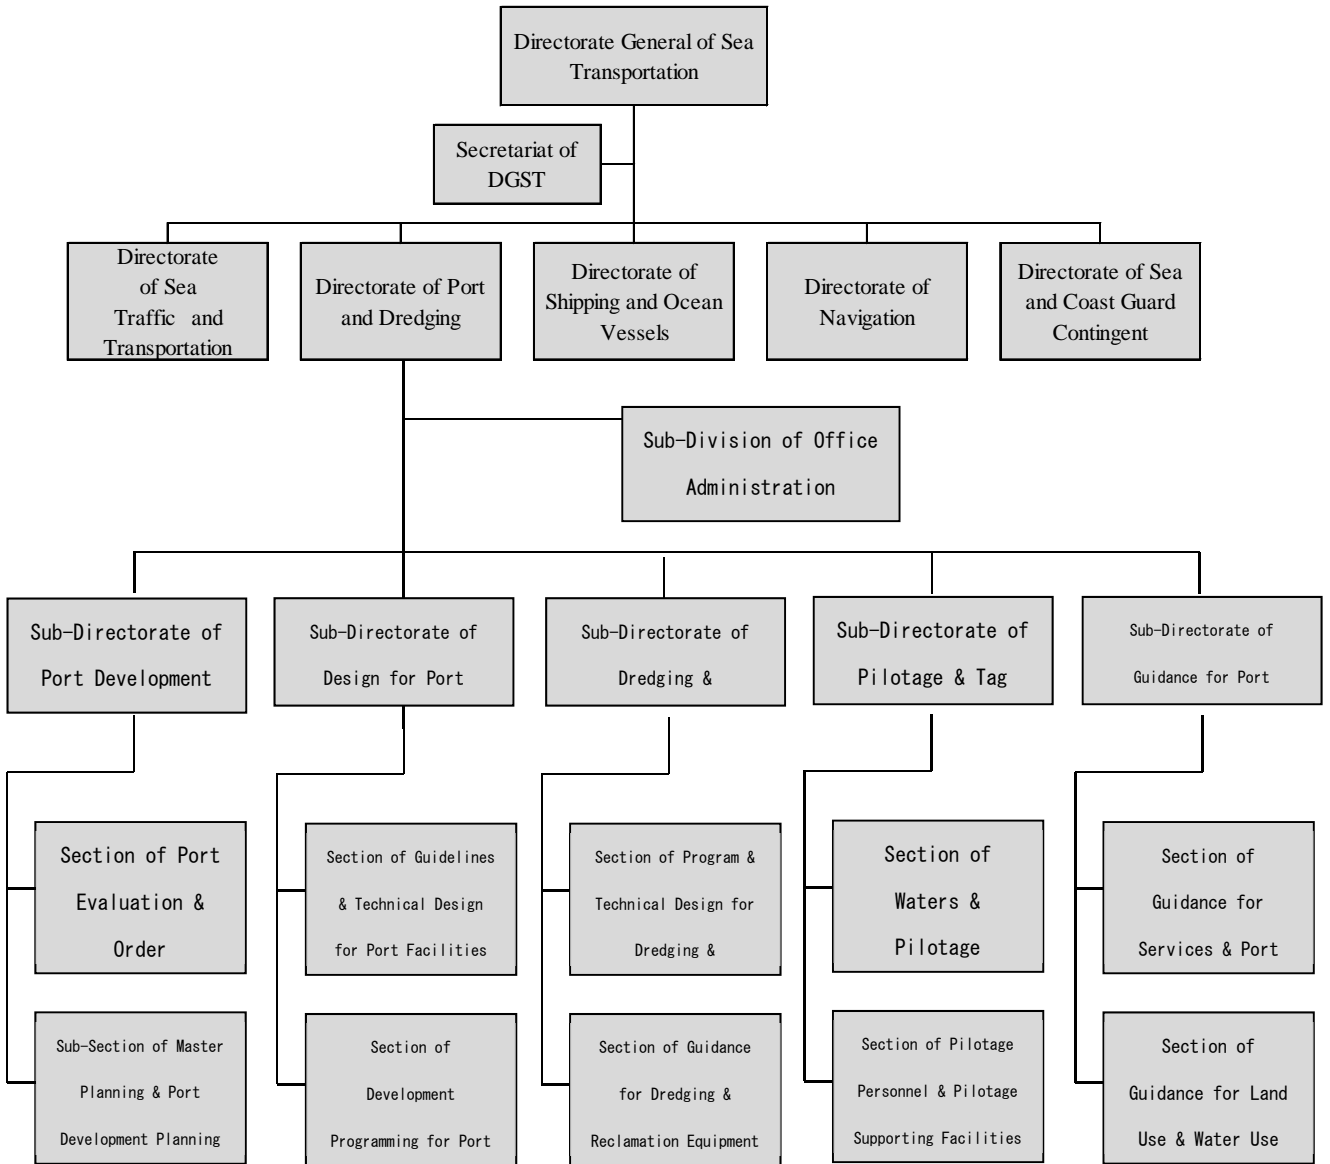 Directorate General of Sea
Transportation
Secretariat of
DGST
Directorate
of Sea
Traffic and
Transportation
Directorate of Port
and Dredging
Directorate of
Shipping and Ocean
Vessels
Directorate of
Navigation
Directorate of Sea
and Coast Guard
Contingent
Sub-Division of Office
Administration
Sub-Directorate of
Port Development
Sub-Directorate of
Design for Port
Sub-Directorate of
Dredging &
Sub-Directorate of
Pilotage & Tag
Sub-Directorate of
Guidance for Port
Section of Port
Evaluation &
Order
Section of Guidelines
& Technical Design
for Port Facilities
Section of Program &
Technical Design for
Dredging &
Section of
Waters &
Pilotage
Section of
Guidance for
Services & Port
Sub-Section of Master
Planning & Port
Development Planning
Section of
Development
Programming for Port
Section of Guidance
for Dredging &
Reclamation Equipment
Section of Pilotage
Personnel & Pilotage
Supporting Facilities
Section of
Guidance for Land
Use & Water Use